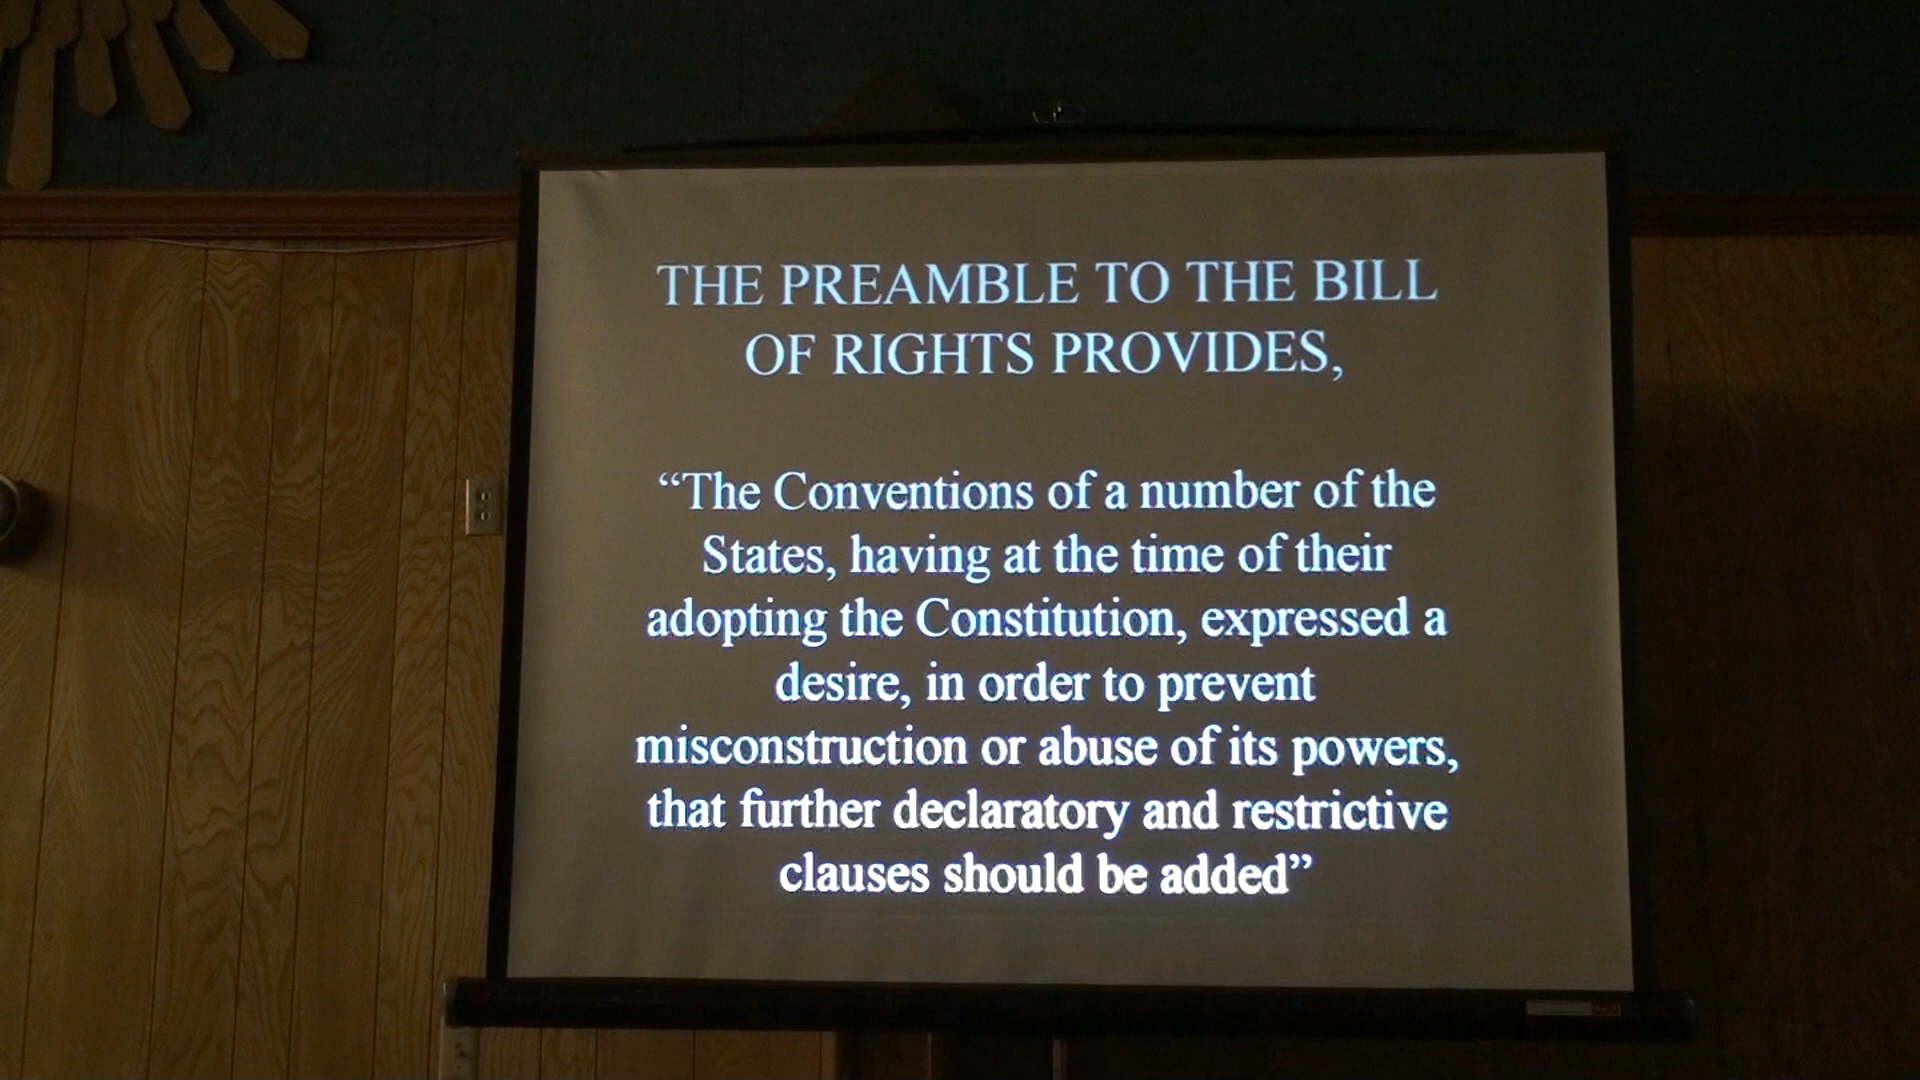 THE PREAMBLE TO THE BILL
OF RIGHTS PROVIDES,
“The Conventions of a number of the
States, having at the time of their
adopting the Constitution, expressed a
desire, in order to prevent
misconstruction or abuse of its powers,
that further declaratory and restrictive
clauses should be added”